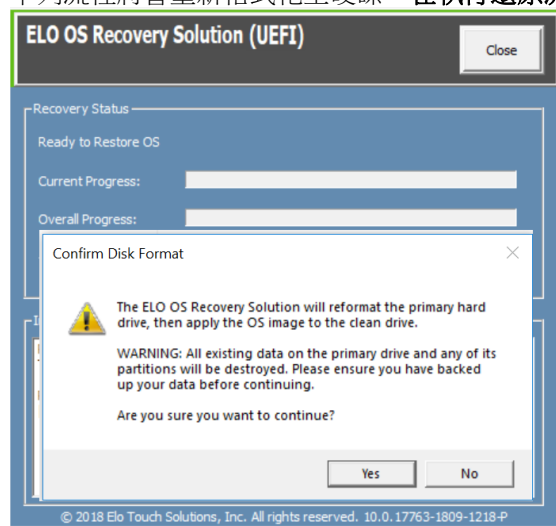 ELO OS Recovery Solution (UEFI)
Close
Recovery Status
Ready to Restore OS
Current Progress:
Overall Progress:
Confirm Disk Format
The ELO OS Recovery Solution will reformat the primary hard
drive, then apply the OS image to the clean drive.
WARNING: All existing data on the primary drive and any of its
partitions will be destroyed. Please ensure you have backed
up your data before continuing.
Are you sure you want to continue?
Yes
No
© 2018 Elo Touch Solutions, Inc. All rights reserved. 10.0.17763-1809-1218-P